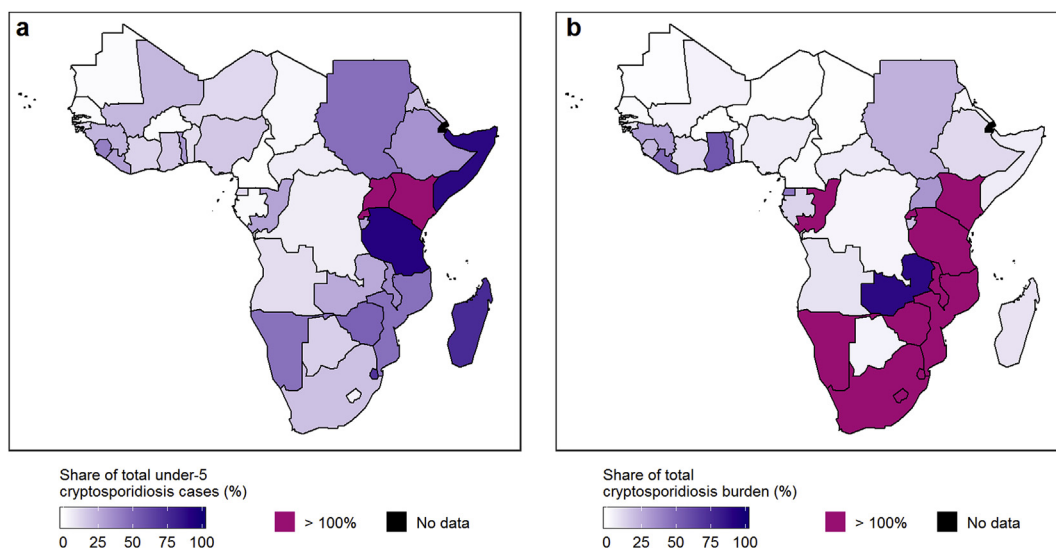 a
b
Share of total under-5
cryptosporidiosis cases (%)
> 100%
No data
0 25 50 75 100
Share of total
cryptosporidiosis burden (%)
> 100%
No data
0 25 50 75 100